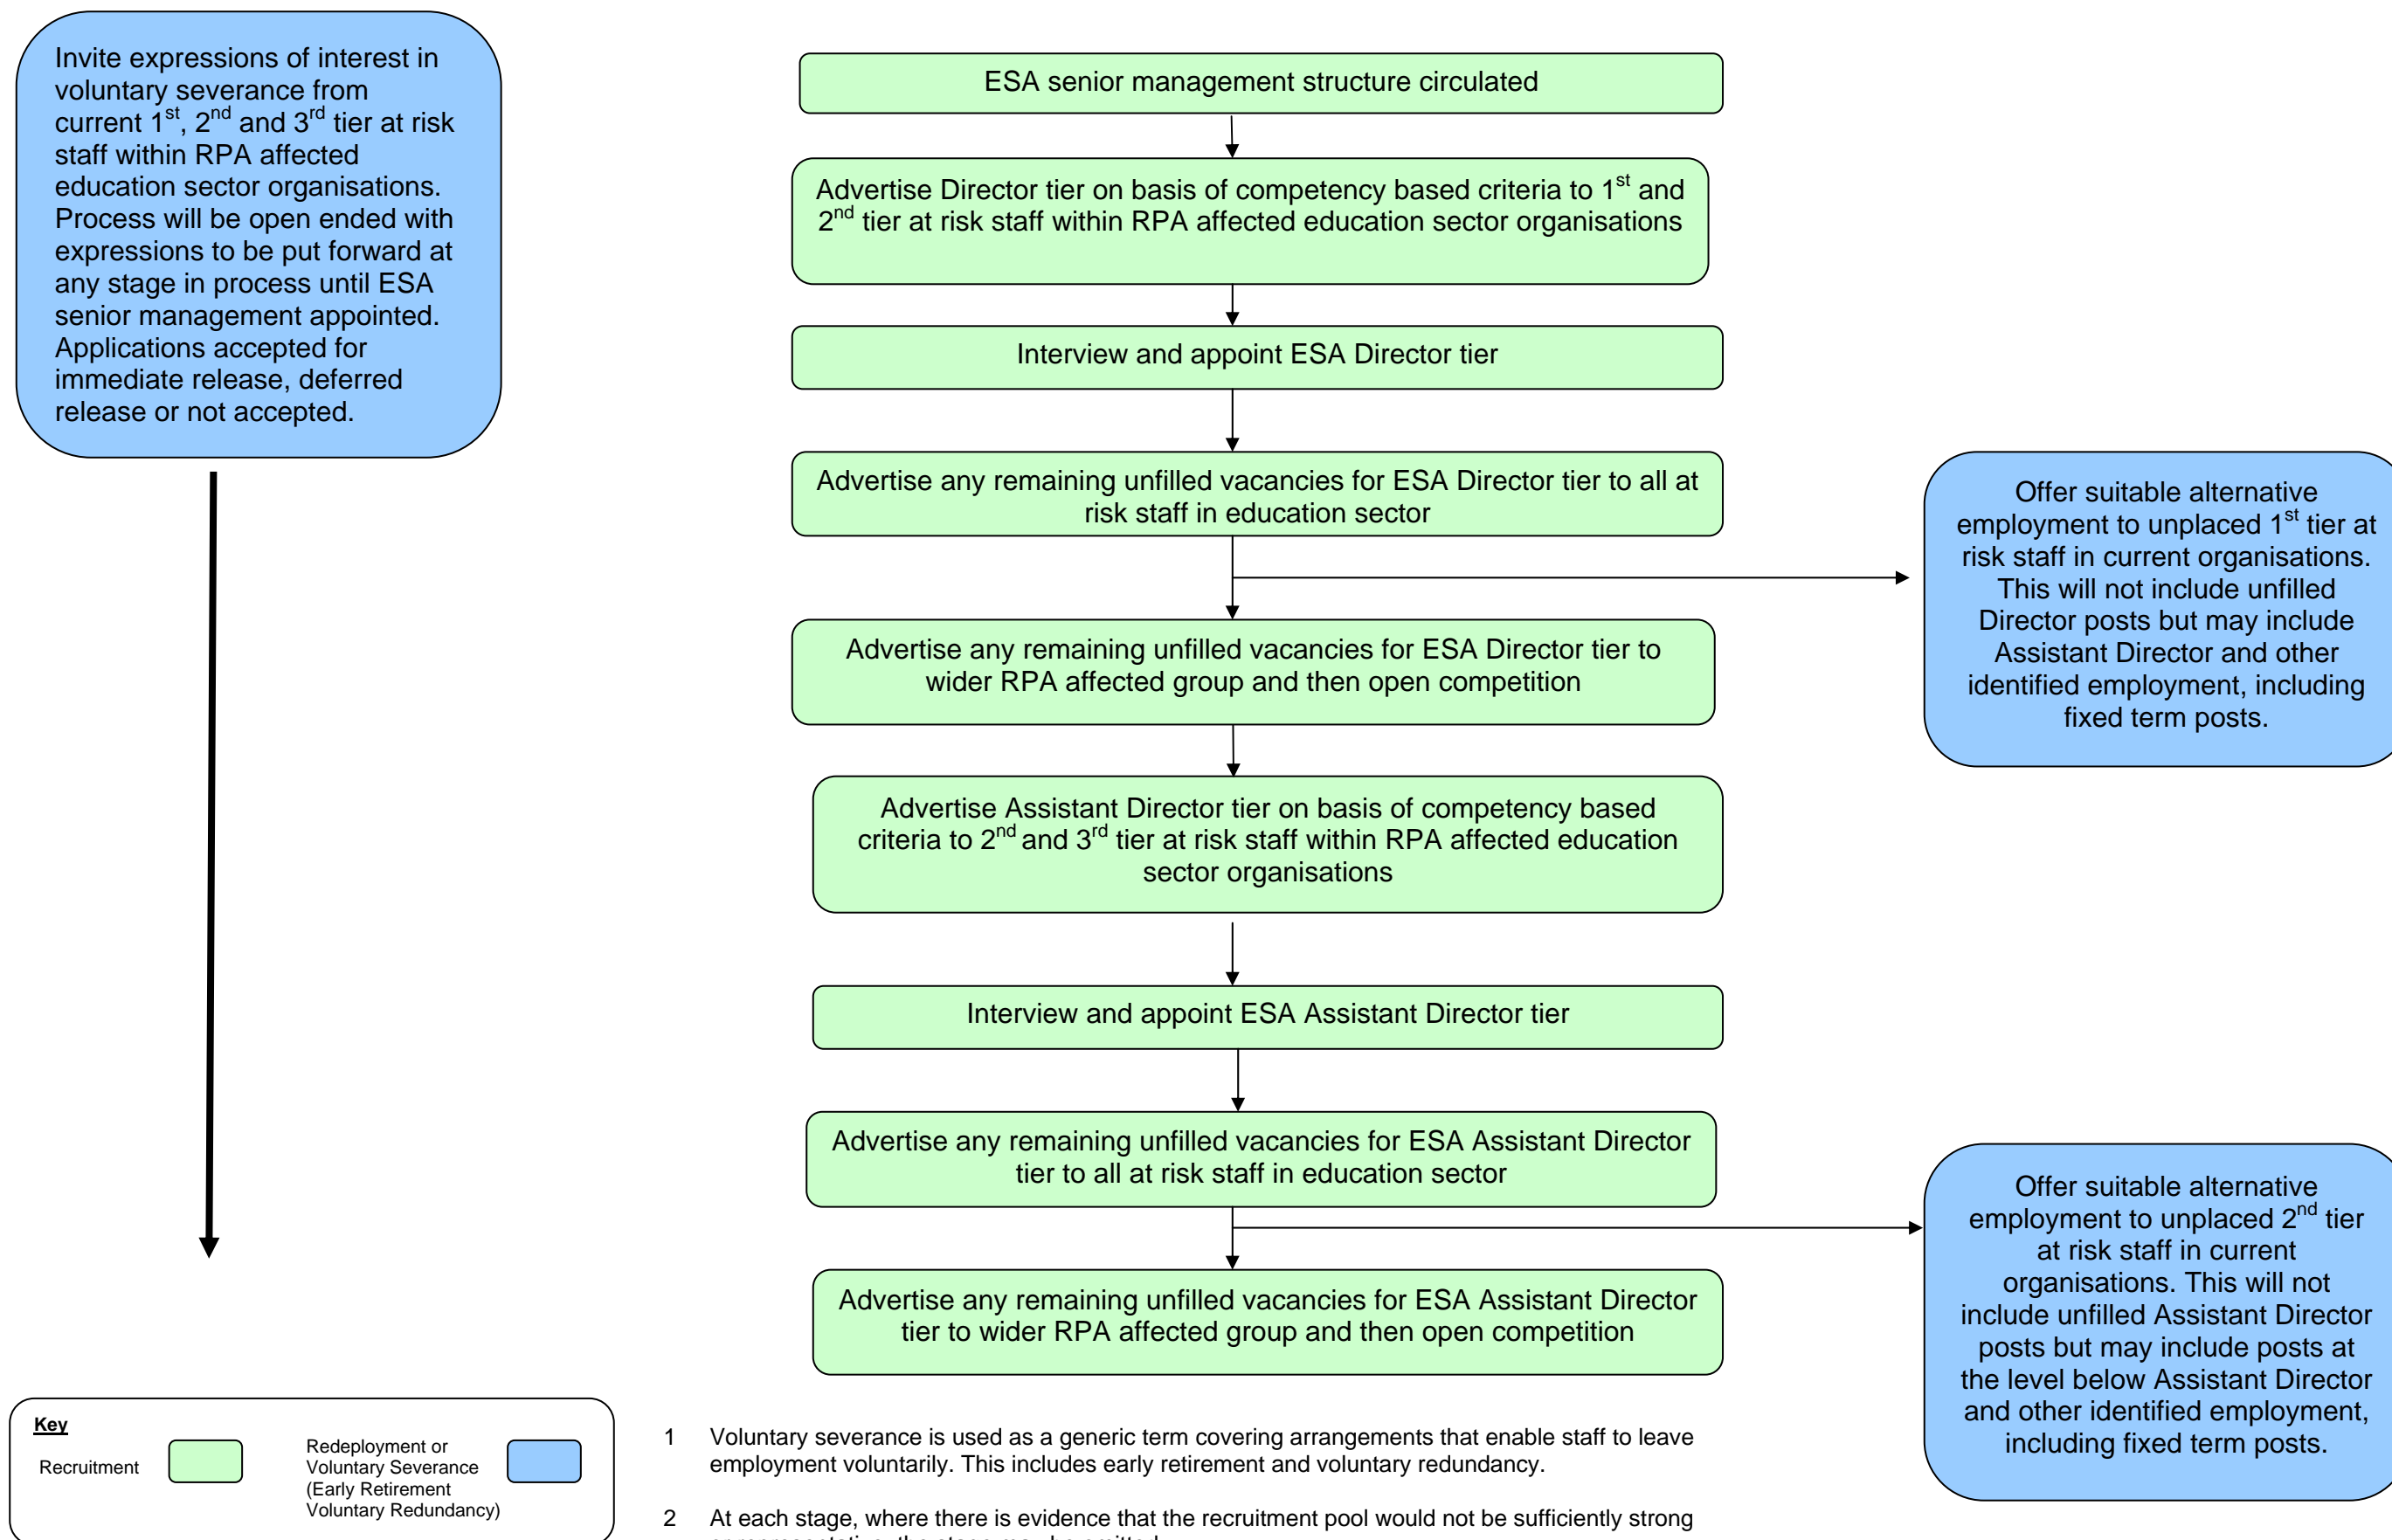 Invite expressions of interest in
voluntary severance from
current 1st, 2nd and 3rd tier at risk
staff within RPA affected
education sector organisations.
Process will be open ended with
expressions to be put forward at
any stage in process until ESA
senior management appointed.
Applications accepted for
immediate release, deferred
release or not accepted.
ESA senior management structure circulated
Advertise Director tier on basis of competency based criteria to 1st and
2nd tier at risk staff within RPA affected education sector organisations
Interview and appoint ESA Director tier
Advertise any remaining unfilled vacancies for ESA Director tier to all at
risk staff in education sector
Offer suitable alternative
employment to unplaced 1st tier at
risk staff in current organisations.
This will not include unfilled
Director posts but may include
Assistant Director and other
identified employment, including
fixed term posts.
Advertise any remaining unfilled vacancies for ESA Director tier to
wider RPA affected group and then open competition
Advertise Assistant Director tier on basis of competency based
criteria to 2nd and 3rd tier at risk staff within RPA affected education
sector organisations
Interview and appoint ESA Assistant Director tier
Advertise any remaining unfilled vacancies for ESA Assistant Director
tier to all at risk staff in education sector
Offer suitable alternative
employment to unplaced 2nd tier
at risk staff in current
organisations. This will not
include unfilled Assistant Director
posts but may include posts at
the level below Assistant Director
and other identified employment,
including fixed term posts.
Advertise any remaining unfilled vacancies for ESA Assistant Director
tier to wider RPA affected group and then open competition
Key
Recruitment
Redeployment or
Voluntary Severance
(Early Retirement
Voluntary Redundancy)
1 Voluntary severance is used as a generic term covering arrangements that enable staff to leave
employment voluntarily. This includes early retirement and voluntary redundancy.
2 At each stage, where there is evidence that the recruitment pool would not be sufficiently strong